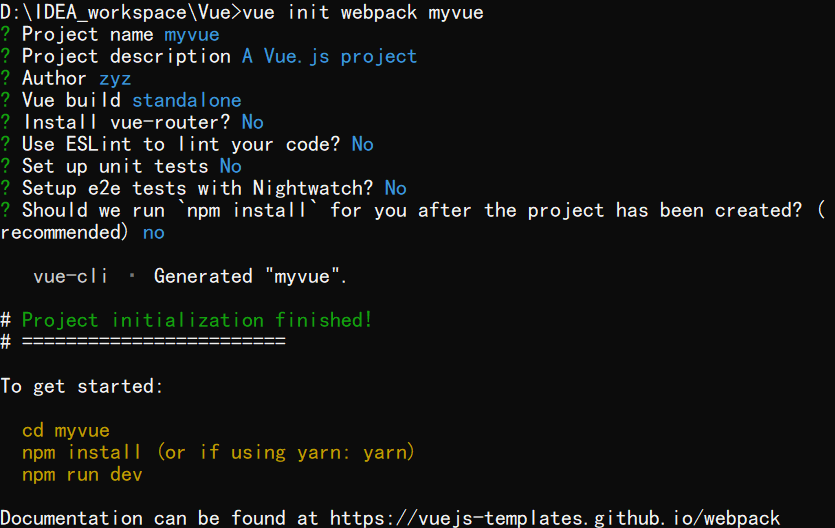 D:\IDEA_workspace\Vue>vue init webpack myvue
? Project name myvue
? Project description A Vue.js project
? Author zyz
? Vue build standalone
? Install vue-router? No
? Use ESLint to lint your code? No
? Set up unit tests No
? Setup e2e tests with Nightwatch? No
? Should we run `npm install` for you after the project has been created? (
recommended) no
vue-cli · Generated "myvue".
# Project initialization finished!
# ========================
To get started:
cd myvue
npm install (or if using yarn: yarn)
npm run dev
Documentation can be found at https://vuejs-templates.github.io/webpack